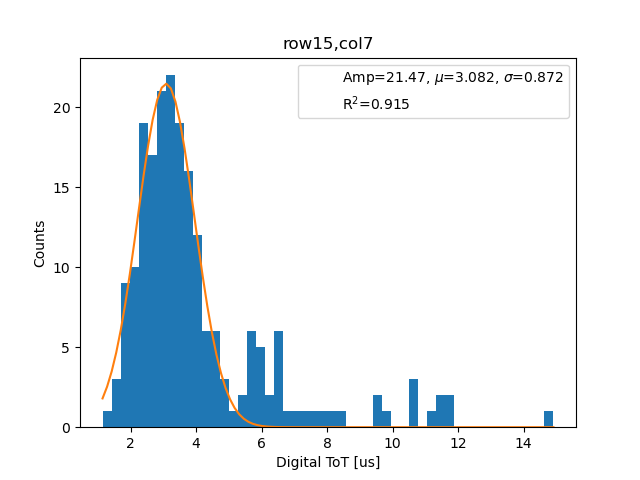 row15,col7
Amp=21.47, μ=3.082, σ=0.872
R²=0.915
20
15
10
5
0
Counts
2 4 6 8 10 12 14
Digital ToT [us]